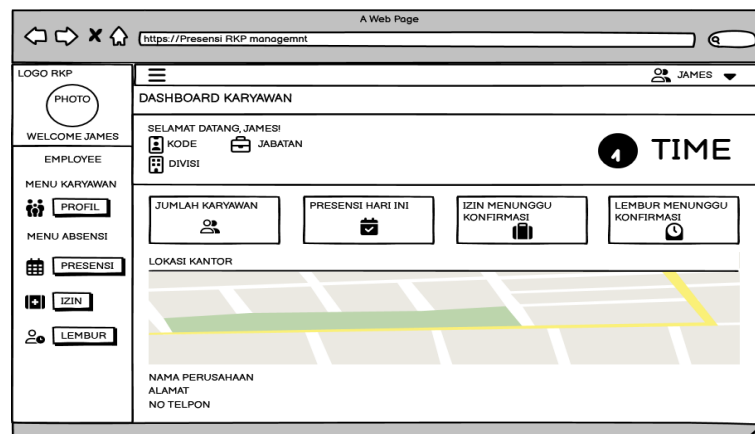 A Web Page
https://Presensi RKP managemnt
LOGO RKP
PHOTO
WELCOME JAMES
EMPLOYEE
MENU KARYAWAN
PROFIL
MENU ABSENSI
PRESENSI
IZIN
LEMBUR
JAMES
DASHBOARD KARYAWAN
SELAMAT DATANG, JAMES!
KODE
JABATAN
DIVISI
TIME
JUMLAH KARYAWAN
PRESENSI HARI INI
IZIN MENUNGGU
KONFIRMASI
LEMBUR MENUNGGU
KONFIRMASI
LOKASI KANTOR
NAMA PERUSAHAAN
ALAMAT
NO TELPON